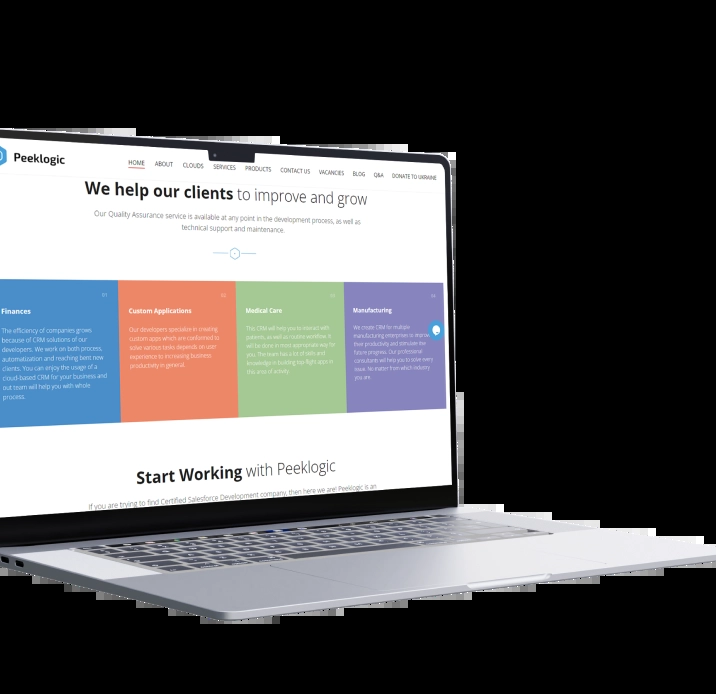 Peeklogic
HOME ABOUT CLOUDS SERVICES PRODUCTS CONTACT US VACANCIES BLOG Q&A DONATE TO UKRAINE
We help our clients to improve and grow
Our Quality Assurance service is available at any point in the development process, as well as
technical support and maintenance.
01
Finances
The efficiency of companies grows
because of CRM solutions of our
developers. We work on both process,
automatization and reaching best new
clients. You can enjoy the usage of a
cloud-based CRM for your business and
out team will help you with whole
process.
02
Custom Applications
Our developers specialize in creating
custom apps which are conformed to
solve various tasks depends on user
experience to increasing business
productivity in general.
03
Medical Care
This CRM will help you to interact with
patients, as well as routine workflow. It
will be done in most appropriate way for
you. The team has a lot of skills and
knowledge in building top flight apps in
this area of activity.
04
Manufacturing
We create CRM for multiple
manufacturing enterprises to improve
their productivity and stimulate the
future progress. Our professional
consultants will help you to solve every
issue. No matter from which industry
you are.
Start Working with Peeklogic
If you are trying to find Certified Salesforce Development company, then here we are! Peeklogic is an